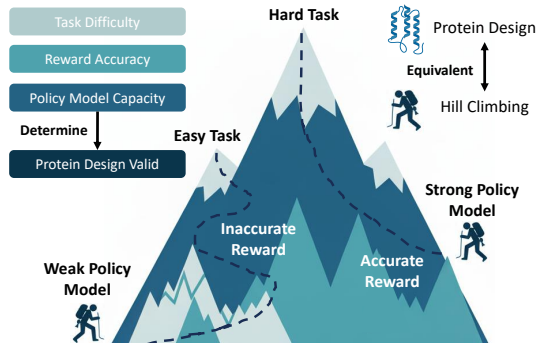 Task Difficulty
Reward Accuracy
Policy Model Capacity
Determine
Protein Design Valid
Hard Task
Protein Design
Equivalent
Hill Climbing
Easy Task
Inaccurate
Reward
Accurate
Reward
Strong Policy
Model
Weak Policy
Model